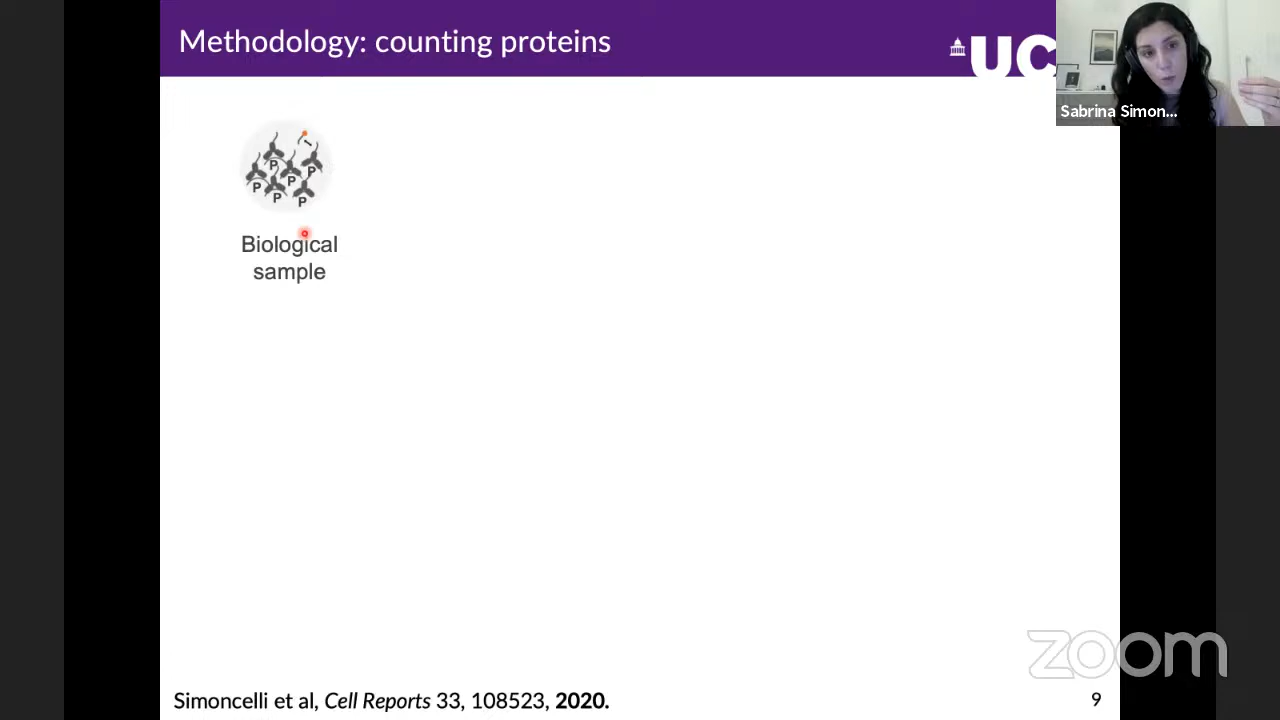 Methodology: counting proteins
UC
Sabrina Simon...
P
P
P
P
P
P
Biological
sample
zoom
Simoncelli et al, Cell Reports 33, 108523, 2020.
9